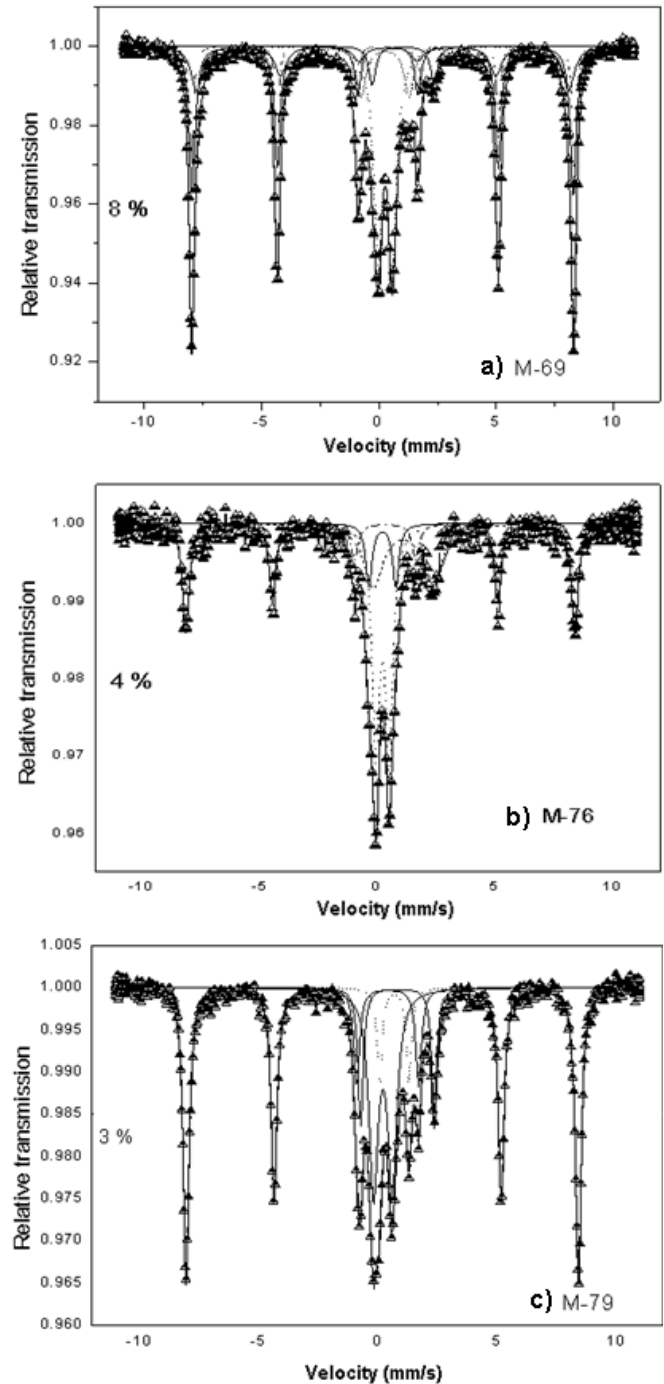 1.00
0.98
0.96
0.94
0.92
Relative transmission
8 %
a) M-69
-10 -5 0 5 10
Velocity (mm/s)
1.00
0.99
0.98
0.97
0.96
Relative transmission
4 %
b) M-76
-10 -5 0 5 10
Velocity (mm/s)
1.005
1.000
0.995
0.990
0.985
0.980
0.975
0.970
0.965
0.960
Relative transmission
3 %
c) M-79
-10 -5 0 5 10
Velocity (mm/s)